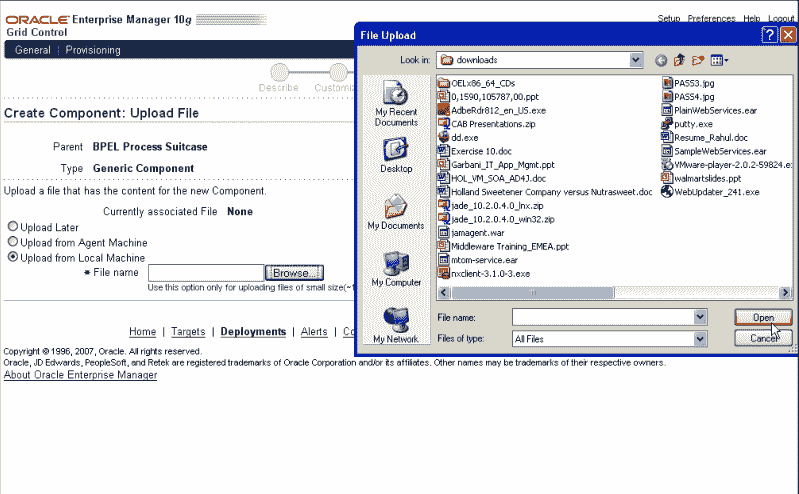 ORACLE Enterprise Manager 10g
Grid Control
Setup Preferences Help Logout
General Provisioning
Describe Customiz
Create Component: Upload File
Parent BPEL Process Suitcase
Type Generic Component
Upload a file that has the content for the new Component.
Currently associated File None
Upload Later
Upload from Agent Machine
Upload from Local Machine
* File name Browse...
Use this option only for uploading files of small size(~1
Home | Targets | Deployments | Alerts | Co
Copyright © 1996, 2007, Oracle. All rights reserved.
Oracle, JD Edwards, PeopleSoft, and Retek are registered trademarks of Oracle Corporation and/or its affiliates. Other names may be trademarks of their respective owners.
About Oracle Enterprise Manager
File Upload
Look in: downloads
My Recent
Documents
Desktop
My Documents
My Computer
My Network
OELx86_64_CDs
0,1590,105787,00.ppt
AdbeRdr812_en_US.exe
CAB Presentations.zip
dd.exe
Exercise 10.doc
Garbani_IT_App_Mgmt.ppt
HOL_VM_SOA_AD4J.doc
Holland Sweetener Company versus Nutrasweet.doc
jade_10.2.0.4.0_lnx.zip
jade_10.2.0.4.0_win32.zip
jamagent.war
Middleware Training_EMEA.ppt
mtom-service.ear
nxclient-3.1.0-3.exe
PASS3.jpg
PASS4.jpg
PlainWebServices.ear
putty.exe
Resume_Rahul.doc
SampleWebServices.ear
VMware-player-2.0.2-59824.ex
walmartslides.ppt
WebUpdater_241.exe
File name: Open
Files of type: All Files Cancel